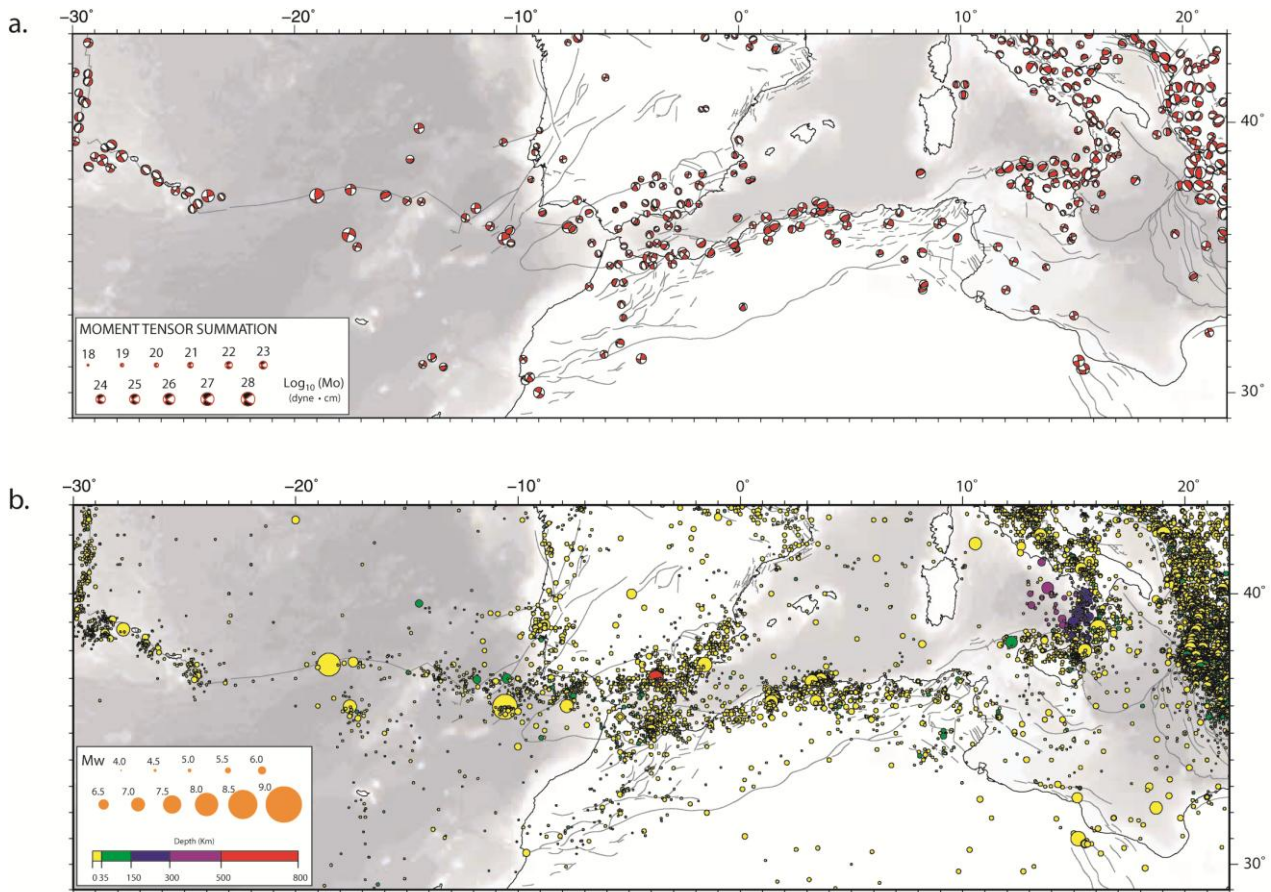 a.
−30° −20° −10° 0° 10° 20°
40°
30°
MOMENT TENSOR SUMMATION
18 19 20 21 22 23
24 25 26 27 28 Log10 (Mo)
(dyne • cm)
b.
−30° −20° −10° 0° 10° 20°
40°
30°
Mw 4.0 4.5 5.0 5.5 6.0
6.5 7.0 7.5 8.0 8.5 9.0
Depth (Km)
0 35 150 300 500 800